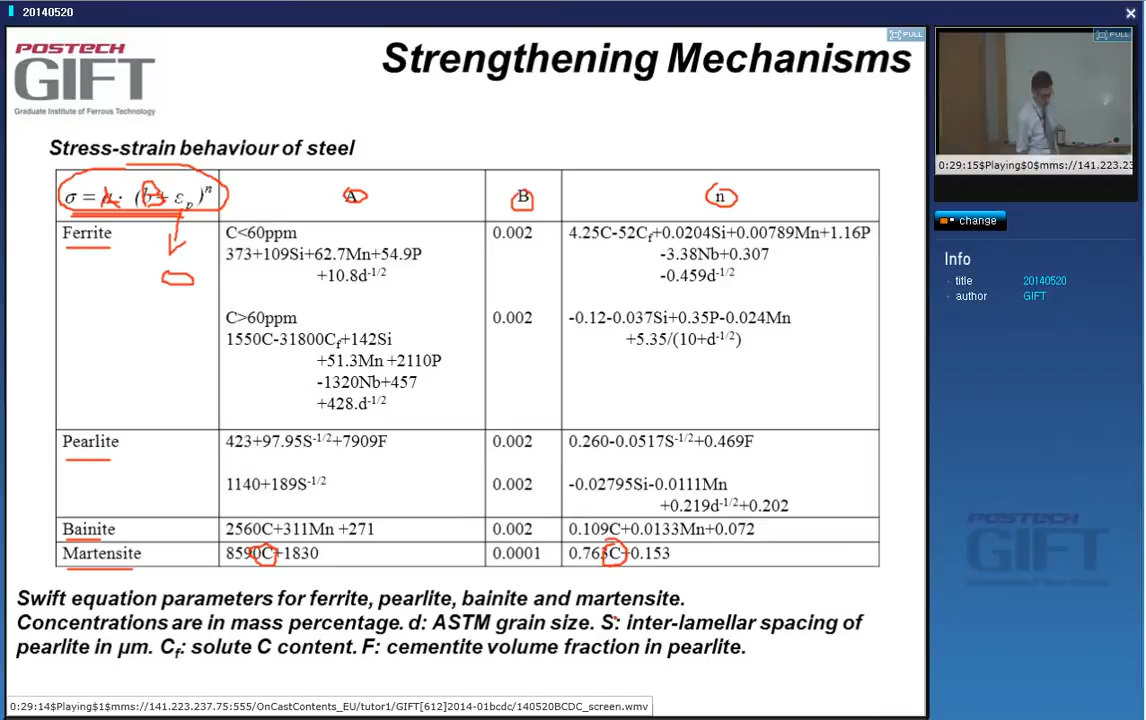 20140520
POSTECH
GIFT
Graduate Institute of Ferrous Technology
Strengthening Mechanisms
FULL
FULL
Stress-strain behaviour of steel
σ = a · (b + εp)^n A B n
Ferrite C<60ppm 0.002 4.25C-52Cf+0.0204Si+0.00789Mn+1.16P
373+109Si+62.7Mn+54.9P -3.38Nb+0.307
+10.8d-1/2 -0.459d-1/2
C>60ppm 0.002 -0.12-0.037Si+0.35P-0.024Mn
1550C-31800Cf+142Si +5.35/(10+d-1/2)
+51.3Mn +2110P
-1320Nb+457
+428.d-1/2
Pearlite 423+97.95S-1/2+7909F 0.002 0.260-0.0517S-1/2+0.469F
1140+189S-1/2 0.002 -0.02795Si-0.0111Mn
+0.219d-1/2+0.202
Bainite 2560C+311Mn +271 0.002 0.109C+0.0133Mn+0.072
Martensite 8590C+1830 0.0001 0.763C+0.153
Swift equation parameters for ferrite, pearlite, bainite and martensite.
Concentrations are in mass percentage. d: ASTM grain size. S: inter-lamellar spacing of
pearlite in μm. Cf: solute C content. F: cementite volume fraction in pearlite.
0:29:14$Playing$1$mms://141.223.237.75:555/OnCastContents_EU/tutor1/GIFT[612]2014-01bcdc/140520BCDC_screen.wmv
0:29:15$Playing$0$mms://141.223.23
change
Info
title 20140520
author GIFT
POSTECH
GIFT